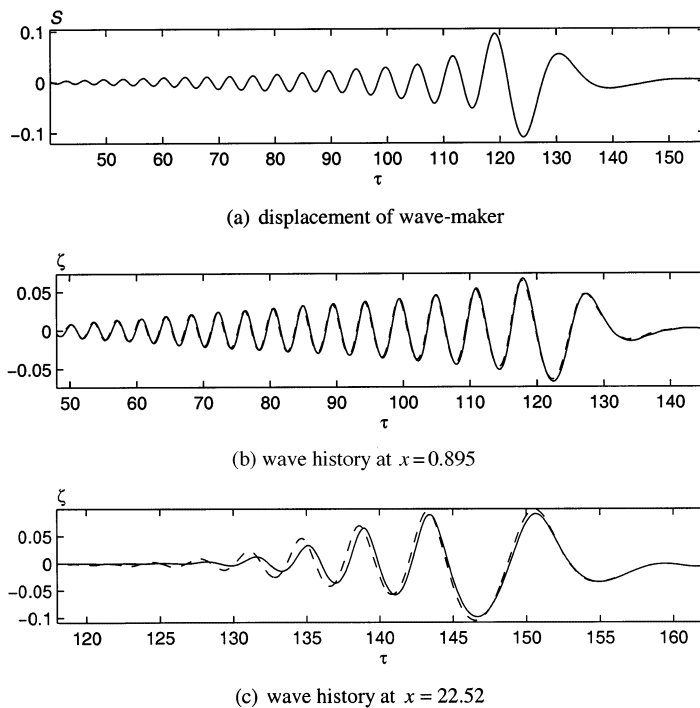 S
0.1
0
−0.1
50 60 70 80 90 100 110 120 130 140 150
τ
(a) displacement of wave-maker
ζ
0.05
0
−0.05
50 60 70 80 90 100 110 120 130 140
τ
(b) wave history at x = 0.895
ζ
0.05
0
−0.05
−0.1
120 125 130 135 140 145 150 155 160
τ
(c) wave history at x = 22.52